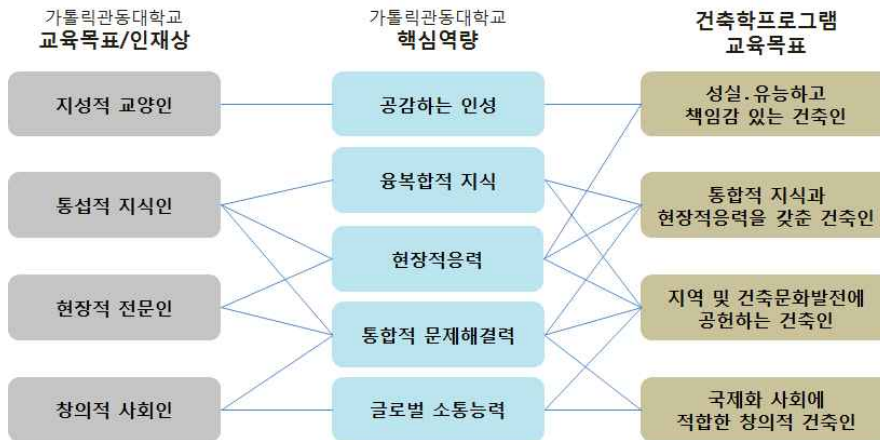 가톨릭관동대학교
교육목표/인재상
지성적 교양인
통섭적 지식인
현장적 전문인
창의적 사회인
가톨릭관동대학교
핵심역량
공감하는 인성
융복합적 지식
현장적응력
통합적 문제해결력
글로벌 소통능력
건축학프로그램
교육목표
성실.유능하고
책임감 있는 건축인
통합적 지식과
현장적응력을 갖춘 건축인
지역 및 건축문화발전에
공헌하는 건축인
국제화 사회에
적합한 창의적 건축인